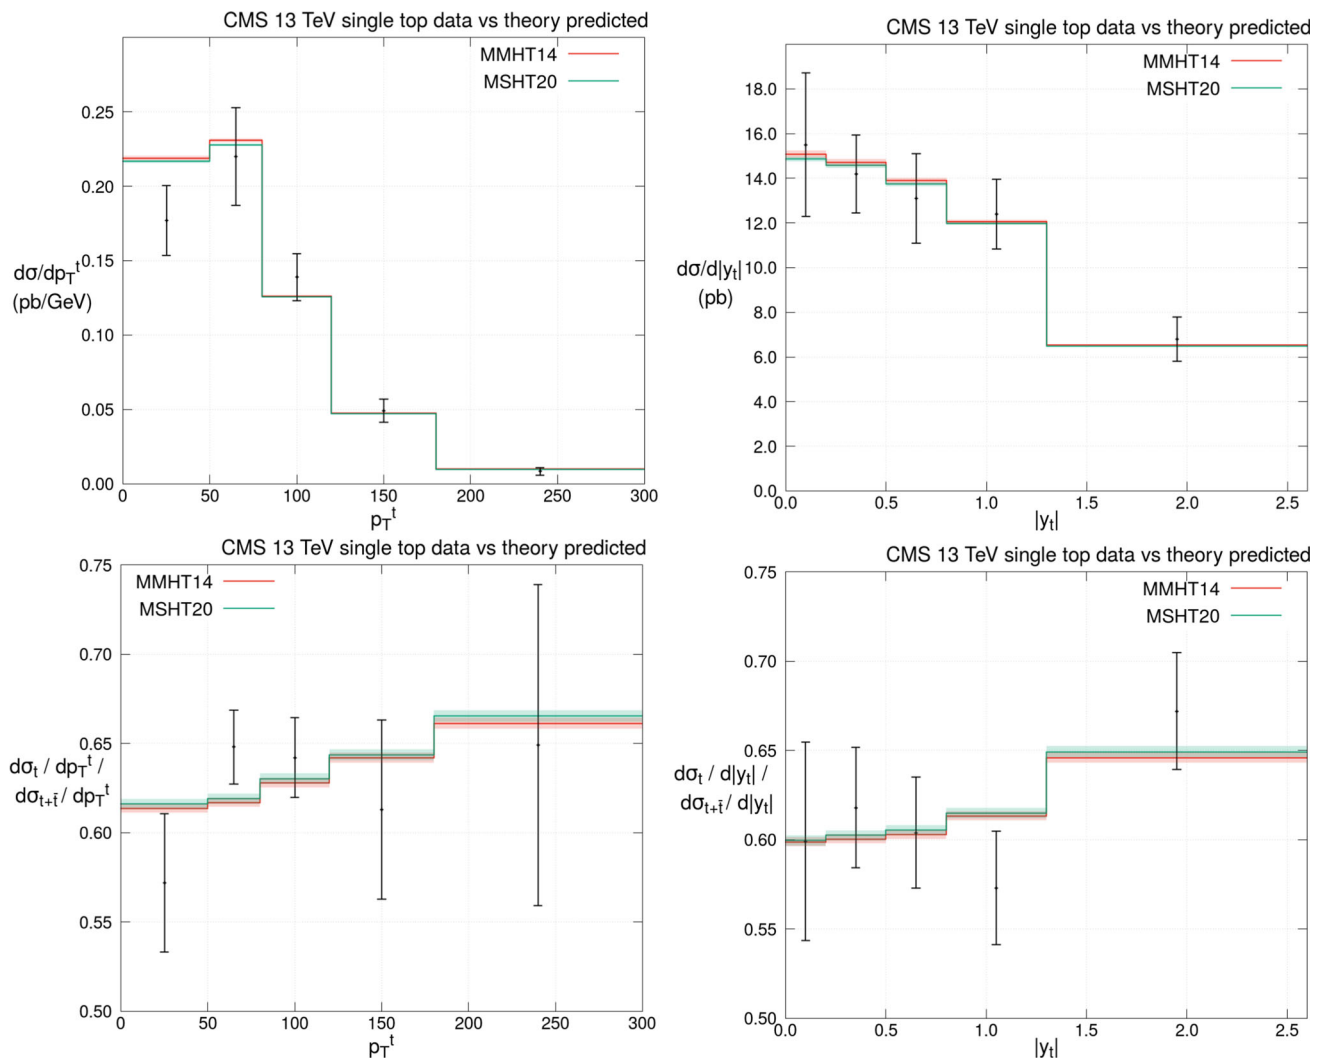 CMS 13 TeV single top data vs theory predicted
MMHT14
MSHT20
0.25
0.20
0.15
0.10
0.05
0.00
dσ/dp_T^t
(pb/GeV)
0 50 100 150 200 250 300
p_T^t
CMS 13 TeV single top data vs theory predicted
MMHT14
MSHT20
18.0
16.0
14.0
12.0
10.0
8.0
6.0
4.0
2.0
0.0
dσ/d|y_t|
(pb)
0.0 0.5 1.0 1.5 2.0 2.5
|y_t|
CMS 13 TeV single top data vs theory predicted
MMHT14
MSHT20
0.75
0.70
0.65
0.60
0.55
0.50
dσ_t / dp_T^t /
dσ_{t+t̄} / dp_T^t
0 50 100 150 200 250 300
p_T^t
CMS 13 TeV single top data vs theory predicted
MMHT14
MSHT20
0.75
0.70
0.65
0.60
0.55
0.50
dσ_t / d|y_t| /
dσ_{t+t̄} / d|y_t|
0.0 0.5 1.0 1.5 2.0 2.5
|y_t|